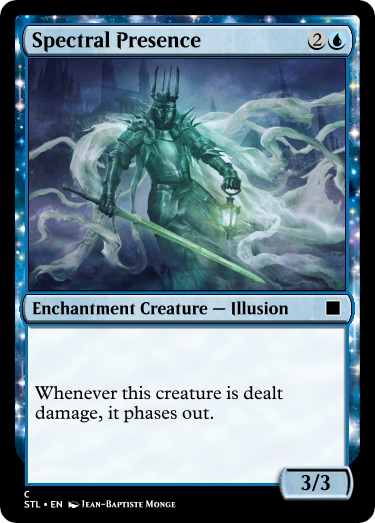 Spectral Presence 2
Enchantment Creature — Illusion
Whenever this creature is dealt
damage, it phases out.
3/3
C
STL • EN Jean-Baptiste Monge